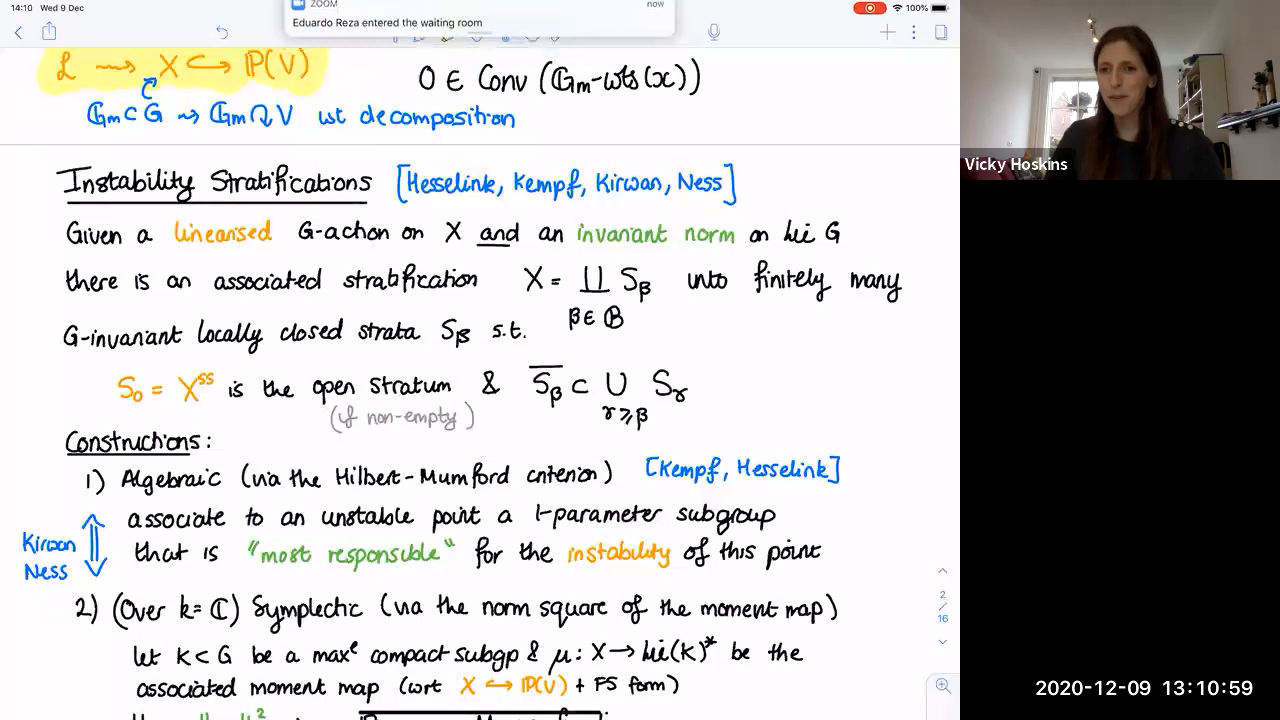 14:10 Wed 9 Dec
ZOOM now
Eduardo Reza entered the waiting room
100%
ℒ ⇝ X ↪ ℙ(V)
𝔾m ⊂ G ⇝ 𝔾m ↷ V wt decomposition
0 ∈ Conv (𝔾m-wts(x))
Instability Stratifications [Hesselink, Kempf, Kirwan, Ness]
Given a linearised G-action on X and an invariant norm on Lie G
there is an associated stratification X = ∐ Sβ into finitely many
β ∈ B
G-invariant locally closed strata Sβ s.t.
S₀ = X^ss is the open stratum & S̅β ⊂ ∪ Sγ
(if non-empty) γ ≥ β
Constructions:
1) Algebraic (via the Hilbert-Mumford criterion) [Kempf, Hesselink]
associate to an unstable point a 1-parameter subgroup
that is "most responsible" for the instability of this point
Kirwan
Ness
2) (Over k = ℂ) Symplectic (via the norm square of the moment map)
let K < G be a maxˡ compact subgp & μ: X → Lie(K)* be the
associated moment map (wrt X ↪ ℙ(V) + FS form)
2
/
16
Vicky Hoskins
2020-12-09 13:10:59